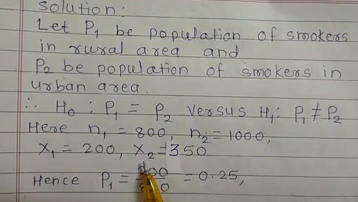 Solution:
Let P₁ be population of smokers
in rural area and
P₂ be population of smokers in
urban area.
∴ H₀ : P₁ = P₂ versus H₁: P₁ ≠ P₂
Here n₁ = 800, n₂ = 1000,
X₁ = 200, X₂ = 350
Hence P₁ = = 0.25,